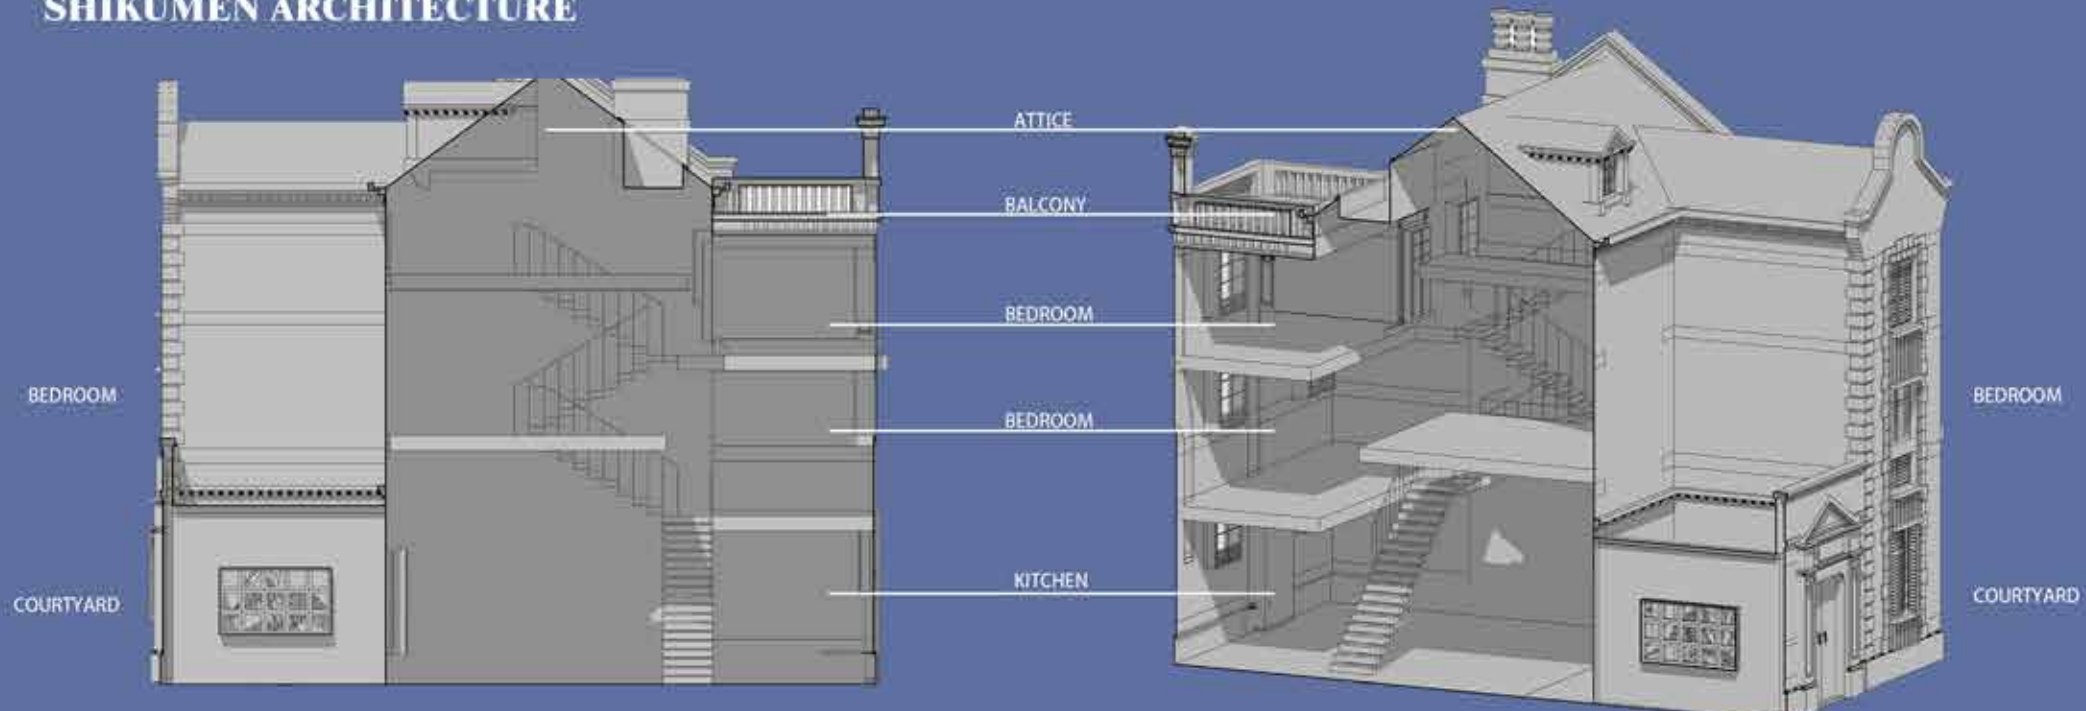 SHIKUMEN ARCHITECTURE
ATTICE
BALCONY
BEDROOM
BEDROOM
BEDROOM
BEDROOM
KITCHEN
COURTYARD
COURTYARD